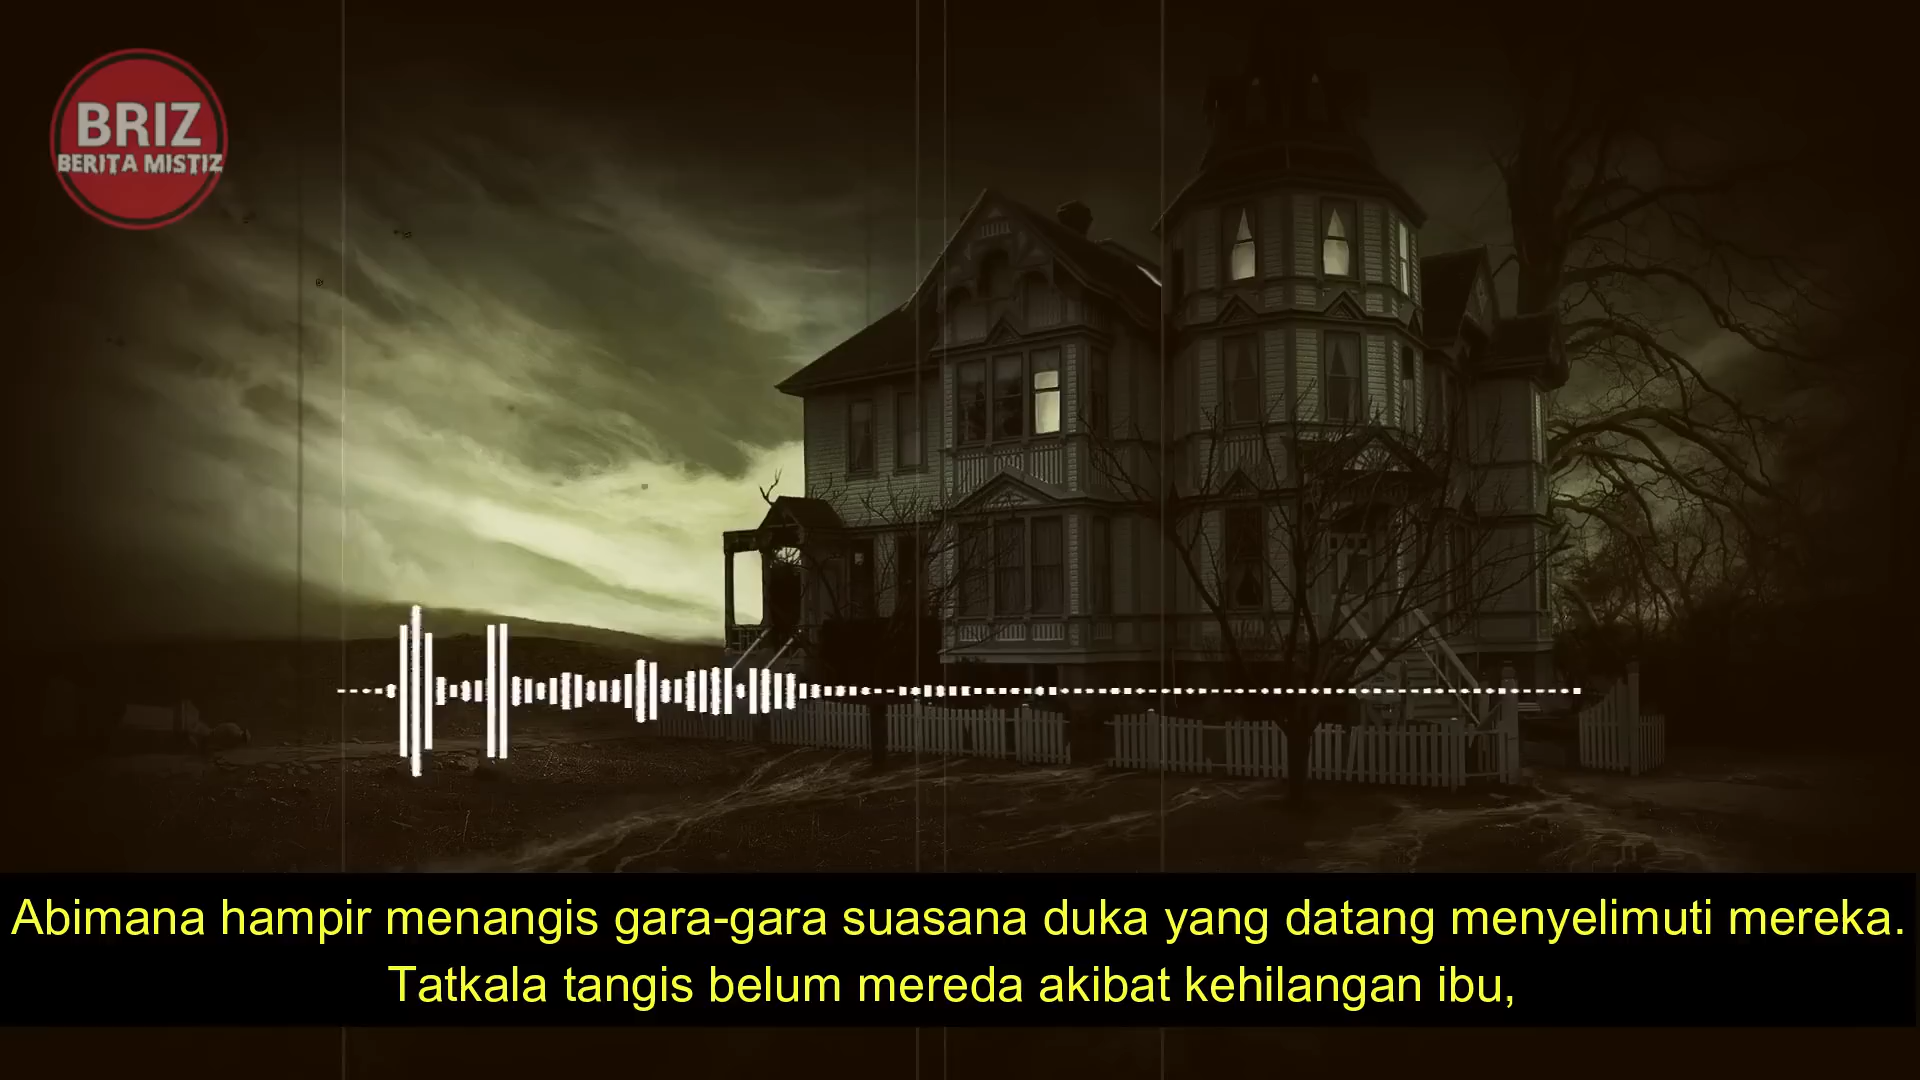 BRIZ
BERITA MISTIZ
Abimana hampir menangis gara-gara suasana duka yang datang menyelimuti mereka.
Tatkala tangis belum mereda akibat kehilangan ibu,